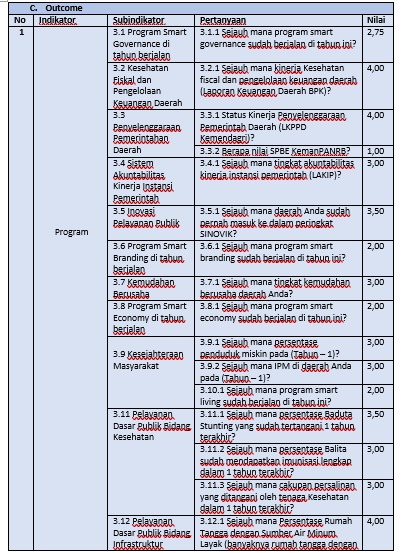 C. Outcome
No Indikator Subindikator Pertanyaan Nilai
1 Program
3.1 Program Smart
Governance di
tahun berjalan
3.1.1 Sejauh mana program smart
governance sudah berjalan di tahun ini?
2,75
3.2 Kesehatan
Fiskal dan
Pengelolaan
Keuangan Daerah
3.2.1 Sejauh mana kinerja Kesehatan
fiscal dan pengelolaan keuangan daerah
(Laporan Keuangan Daerah BPK)?
4,00
3.3
Penyelenggaraan
Pemerintahan
Daerah
3.3.1 Status Kinerja Penyelenggaraan
Pemerintah Daerah (LKPPD
Kemendagri)?
4,00
3.3.2 Berapa nilai SPBE KemanPANRB?
1,00
3.4 Sistem
Akuntabilitas
Kinerja Instansi
Pemerintah
3.4.1 Sejauh mana tingkat akuntabilitas
kinerja instansi pemerintah (LAKIP)?
3,00
3.5 Inovasi
Pelayanan Publik
3.5.1 Sejauh mana daerah Anda sudah
pernah masuk ke dalam peringkat
SINOVIK?
3,50
3.6 Program Smart
Branding di tahun
berjalan
3.6.1 Sejauh mana program smart
branding sudah berjalan di tahun ini?
2,00
3.7 Kemudahan
Berusaha
3.7.1 Sejauh mana tingkat kemudahan
berusaha daerah Anda?
3,00
3.8 Program Smart
Economy di tahun
berjalan
3.8.1 Sejauh mana program smart
economy sudah berjalan di tahun ini?
2,00
3.9 Kesejahteraan
Masyarakat
3.9.1 Sejauh mana persentase
penduduk miskin pada (Tahun – 1)?
3,00
3.9.2 Sejauh mana IPM di daerah Anda
pada (Tahun – 1)?
3,00
3.10.1 Sejauh mana program smart
living sudah berjalan di tahun ini?
2,00
3.11 Pelayanan
Dasar Publik Bidang
Kesehatan
3.11.1 Sejauh mana persentase Baduta
Stunting yang sudah tertangani 1 tahun
terakhir?
3,50
3.11.2 Sejauh mana persentase Balita
sudah mendapatkan imunisasi lengkap
dalam 1 tahun terakhir?
3,00
3.11.3 Sejauh mana cakupan persalinan
yang ditangani oleh tenaga Kesehatan
dalam 1 tahun terakhir?
3,00
3.12 Pelayanan
Dasar Publik Bidang
Infrastruktur
3.12.1 Sejauh mana Persentase Rumah
Tangga dengan Sumber Air Minum
Layak (banyaknya rumah tangga dengan
4,00